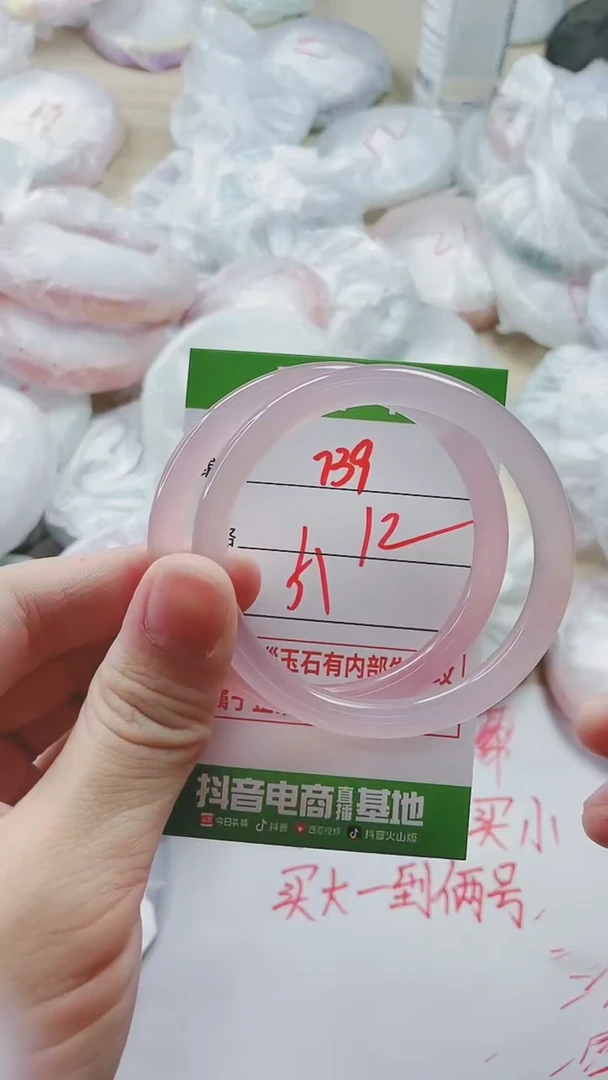 739
12
51
玉石有内部
抖音电商直播基地
今日头条 抖音 西瓜视频 抖音火山版
买小
买大一到俩号